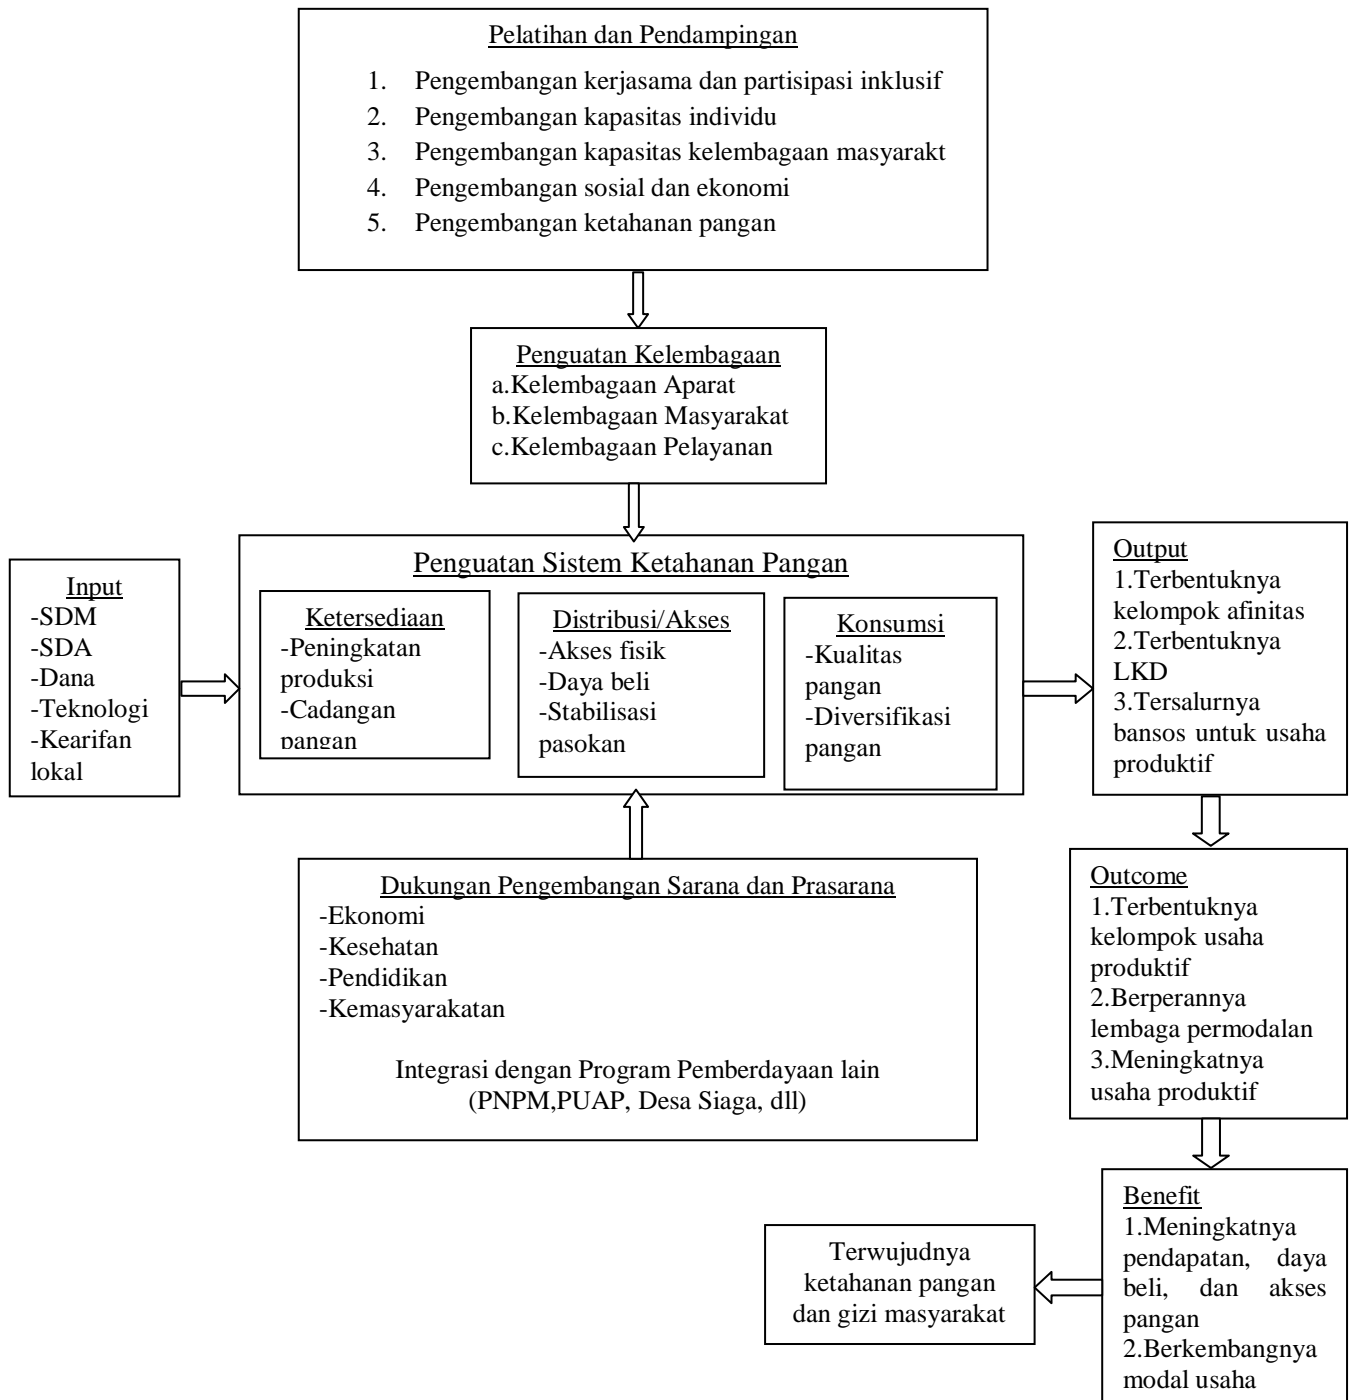 Pelatihan dan Pendampingan
1. Pengembangan kerjasama dan partisipasi inklusif
2. Pengembangan kapasitas individu
3. Pengembangan kapasitas kelembagaan masyarakt
4. Pengembangan sosial dan ekonomi
5. Pengembangan ketahanan pangan
Penguatan Kelembagaan
a.Kelembagaan Aparat
b.Kelembagaan Masyarakat
c.Kelembagaan Pelayanan
Input
-SDM
-SDA
-Dana
-Teknologi
-Kearifan
lokal
Penguatan Sistem Ketahanan Pangan
Ketersediaan
-Peningkatan
produksi
-Cadangan
pangan
Distribusi/Akses
-Akses fisik
-Daya beli
-Stabilisasi
pasokan
Konsumsi
-Kualitas
pangan
-Diversifikasi
pangan
Output
1.Terbentuknya
kelompok afinitas
2.Terbentuknya
LKD
3.Tersalurnya
bansos untuk usaha
produktif
Dukungan Pengembangan Sarana dan Prasarana
-Ekonomi
-Kesehatan
-Pendidikan
-Kemasyarakatan
Integrasi dengan Program Pemberdayaan lain
(PNPM,PUAP, Desa Siaga, dll)
Outcome
1.Terbentuknya
kelompok usaha
produktif
2.Berperannya
lembaga permodalan
3.Meningkatnya
usaha produktif
Benefit
1.Meningkatnya
pendapatan, daya
beli, dan akses
pangan
2.Berkembangnya
modal usaha
Terwujudnya
ketahanan pangan
dan gizi masyarakat